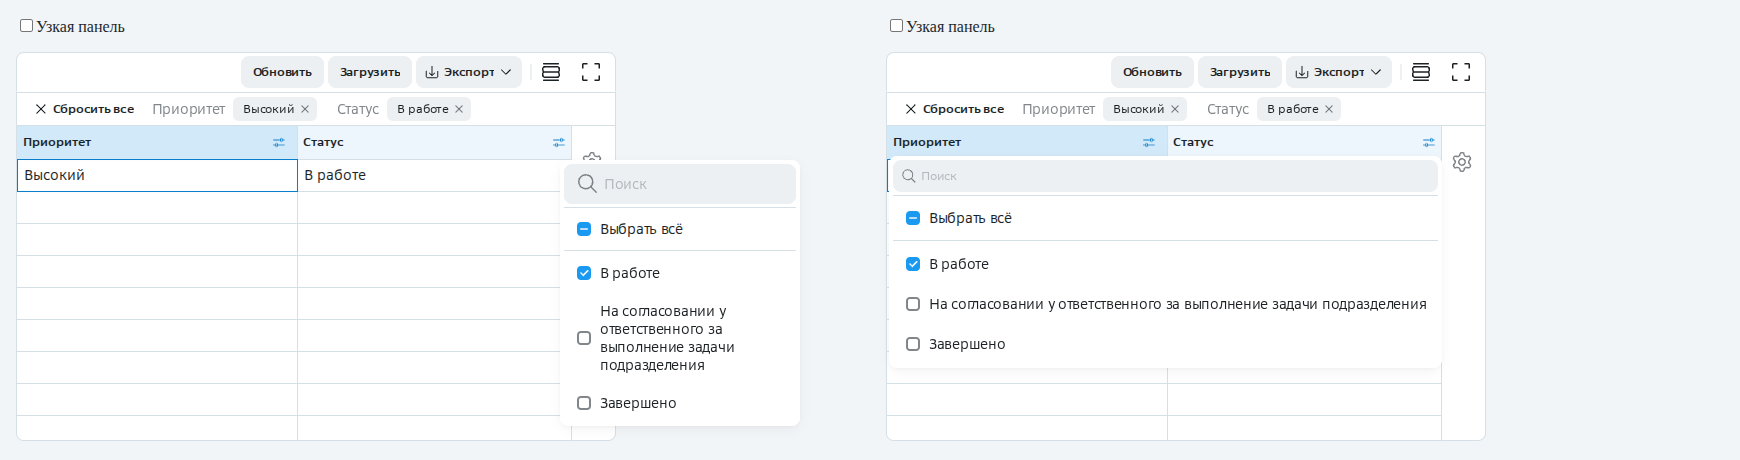 Узкая панель
Обновить Загрузить Экспорт
Сбросить все Приоритет Высокий Статус В работе
Приоритет Статус
Высокий В работе
Поиск
Выбрать всё
В работе
На согласовании у
ответственного за
выполнение задачи
подразделения
Завершено
Узкая панель
Обновить Загрузить Экспорт
Сбросить все Приоритет Высокий Статус В работе
Приоритет Статус
Поиск
Выбрать всё
В работе
На согласовании у ответственного за выполнение задачи подразделения
Завершено